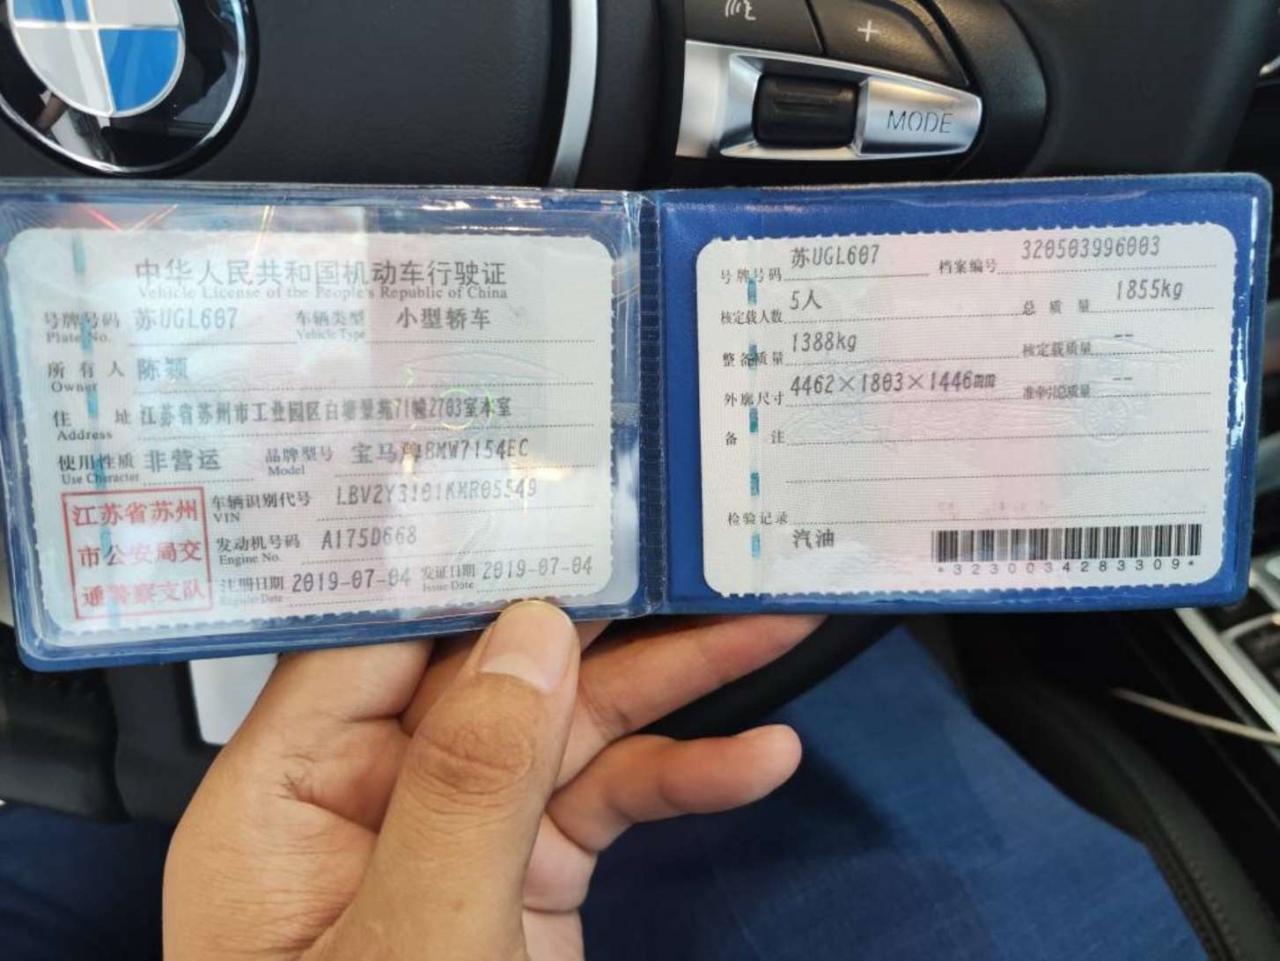 MODE
中华人民共和国机动车行驶证
Vehicle License of the People's Republic of China
号牌号码 苏UGL607 车辆类型 小型轿车
Plate No. Vehicle Type
所有人 陈颖
Owner
住址 江苏省苏州市工业园区白塘景苑71幢2703室
Address
使用性质 非营运 品牌型号 宝马牌BMW7154EC
Use Character Model
车辆识别代号 LBV2Y3101KMR05549
VIN
发动机号码 A175D668
Engine No.
注册日期 2019-07-04 发证日期 2019-07-04
Register Date Issue Date
江苏省苏州
市公安局交
通警察支队
号牌号码 苏UGL607 档案编号 320503996003
核定载人数 5人 总质量 1855kg
整备质量 1388kg 核定载质量 --
外廓尺寸 4462×1803×1446mm 准牵引总质量 --
备注
检验记录
汽油
*3230034283309*